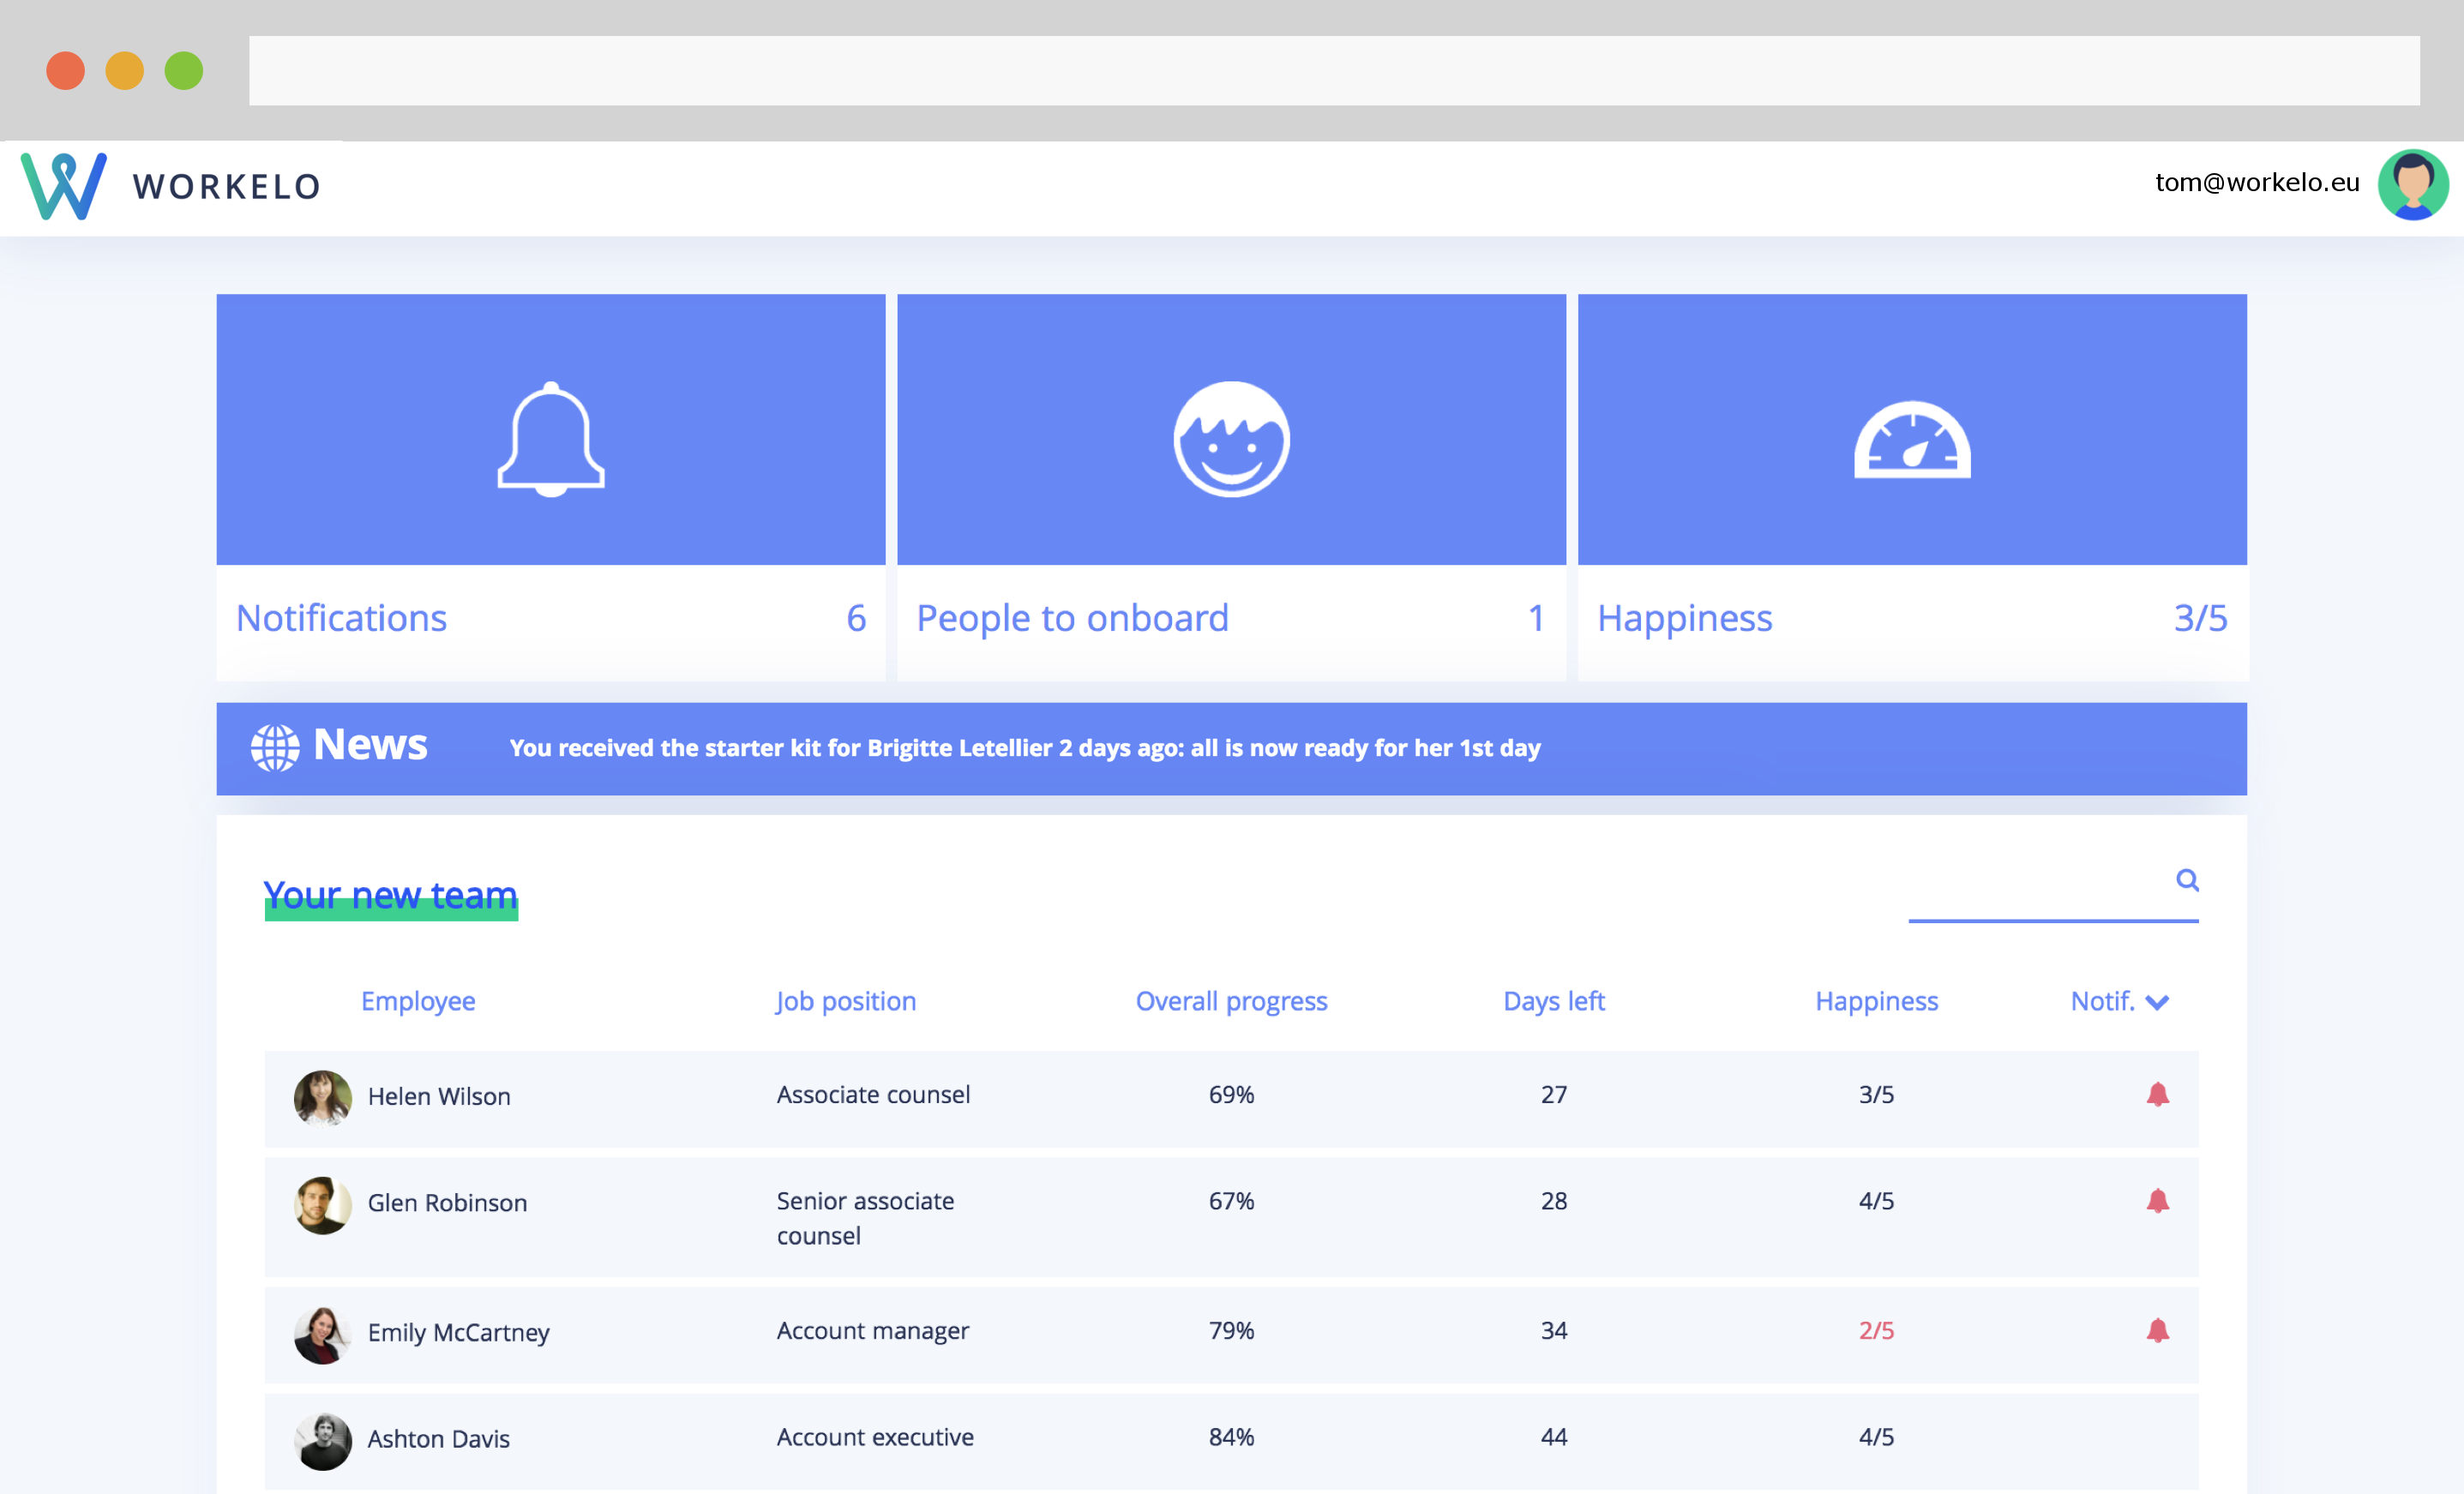 WORKELO
tom@workelo.eu
Notifications 6
People to onboard 1
Happiness 3/5
News You received the starter kit for Brigitte Letellier 2 days ago: all is now ready for her 1st day
Your new team
Employee Job position Overall progress Days left Happiness Notif.
Helen Wilson Associate counsel 69% 27 3/5
Glen Robinson Senior associate 67% 28 4/5
counsel
Emily McCartney Account manager 79% 34 2/5
Ashton Davis Account executive 84% 44 4/5